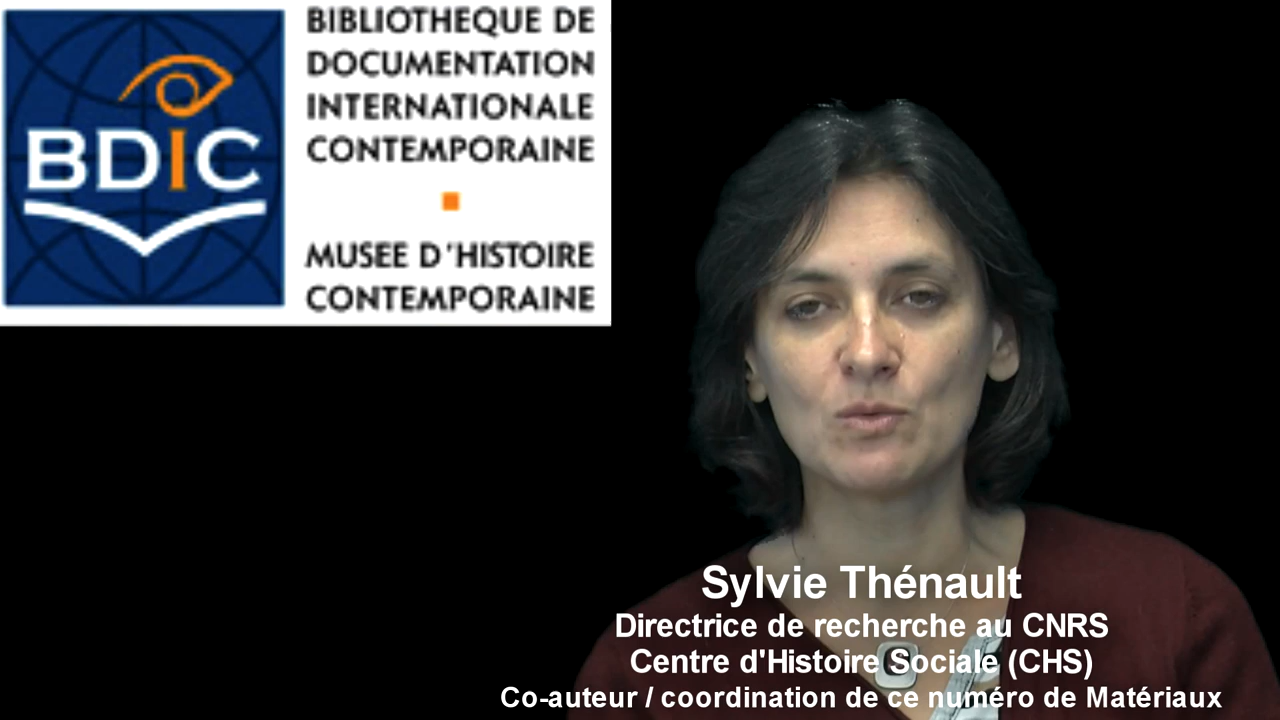 BIBLIOTHEQUE DE
DOCUMENTATION
INTERNATIONALE
CONTEMPORAINE
BDIC
MUSEE D'HISTOIRE
CONTEMPORAINE
Sylvie Thénault
Directrice de recherche au CNRS
Centre d'Histoire Sociale (CHS)
Co-auteur / coordination de ce numéro de Matériaux